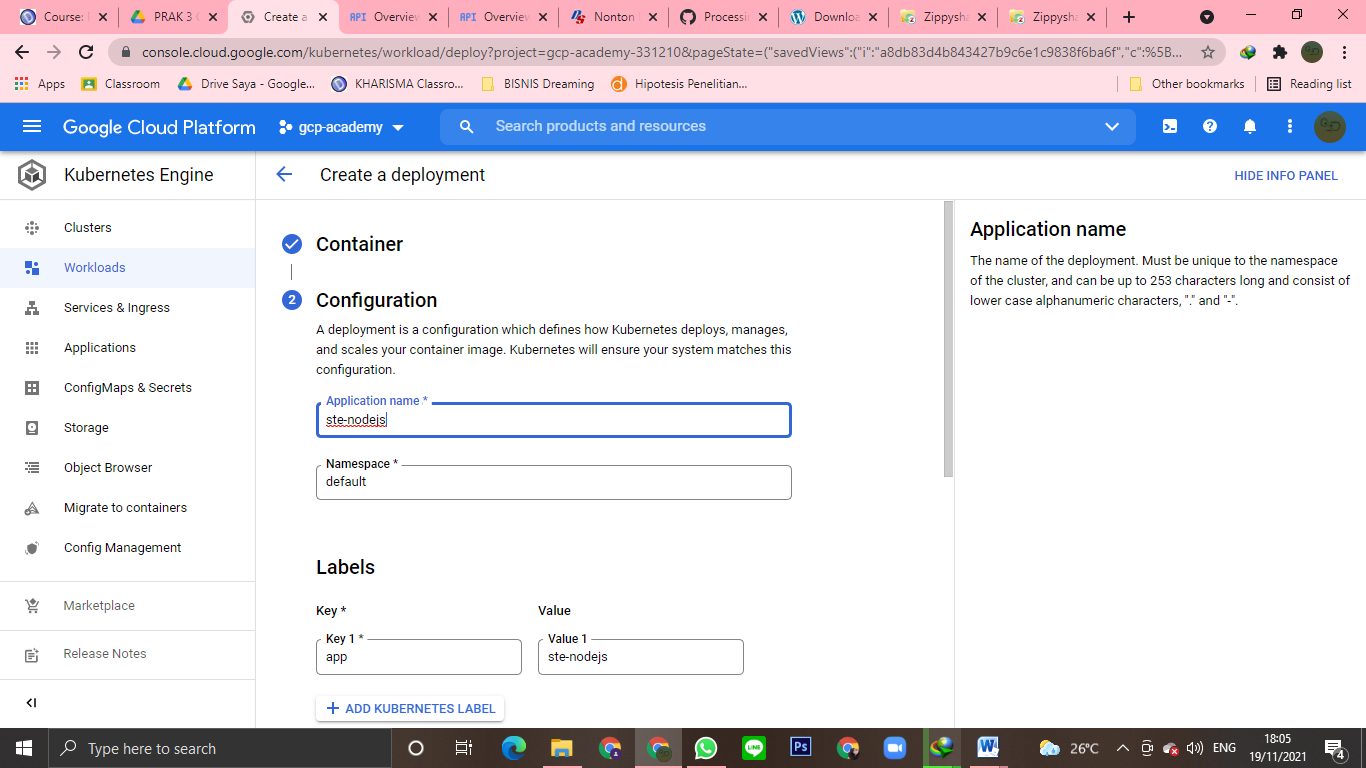 Course: I
PRAK 3 C
Create a
API Overview
API Overview
Nonton
Processin
Downloa
Zippysha
Zippysha
console.cloud.google.com/kubernetes/workload/deploy?project=gcp-academy-331210&pageState=("savedViews":("i":"a8db83d4b843427b9c6e1c9838f6ba6f","c":%5B...
Apps
Classroom
Drive Saya - Google...
KHARISMA Classro...
BISNIS Dreaming
Hipotesis Penelitian...
Other bookmarks
Reading list
Google Cloud Platform
gcp-academy
Search products and resources
Kubernetes Engine
Create a deployment
HIDE INFO PANEL
Clusters
Workloads
Services & Ingress
Applications
ConfigMaps & Secrets
Storage
Object Browser
Migrate to containers
Config Management
Marketplace
Release Notes
Container
2 Configuration
A deployment is a configuration which defines how Kubernetes deploys, manages,
and scales your container image. Kubernetes will ensure your system matches this
configuration.
Application name *
ste-nodejs
Namespace *
default
Labels
Key * Value
Key 1 * Value 1
app ste-nodejs
+ ADD KUBERNETES LABEL
Application name
The name of the deployment. Must be unique to the namespace
of the cluster, and can be up to 253 characters long and consist of
lower case alphanumeric characters, "." and "-".
Type here to search
LINE
Ps
W
26°C
ENG
18:05
19/11/2021
4